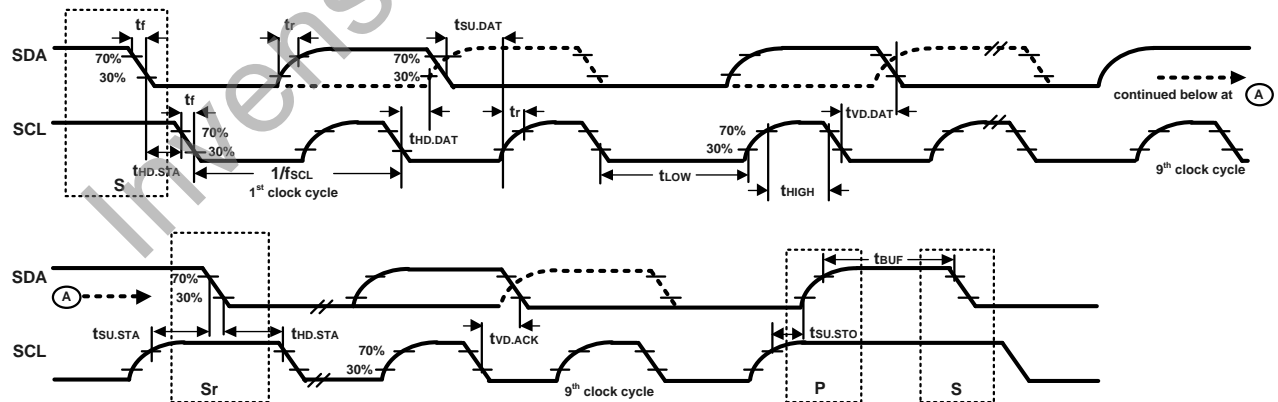 Invens
tf
tr
tSU.DAT
SDA
70%
30%
70%
30%
continued below at A
tf
tr
tVD.DAT
SCL
70%
30%
tHD.DAT
70%
30%
tHD.STA
S
1/fSCL
1st clock cycle
tLOW
tHIGH
9th clock cycle
SDA
70%
30%
A
tBUF
tSU.STA
tHD.STA
tVD.ACK
tSU.STO
SCL
70%
30%
Sr
9th clock cycle
P
S